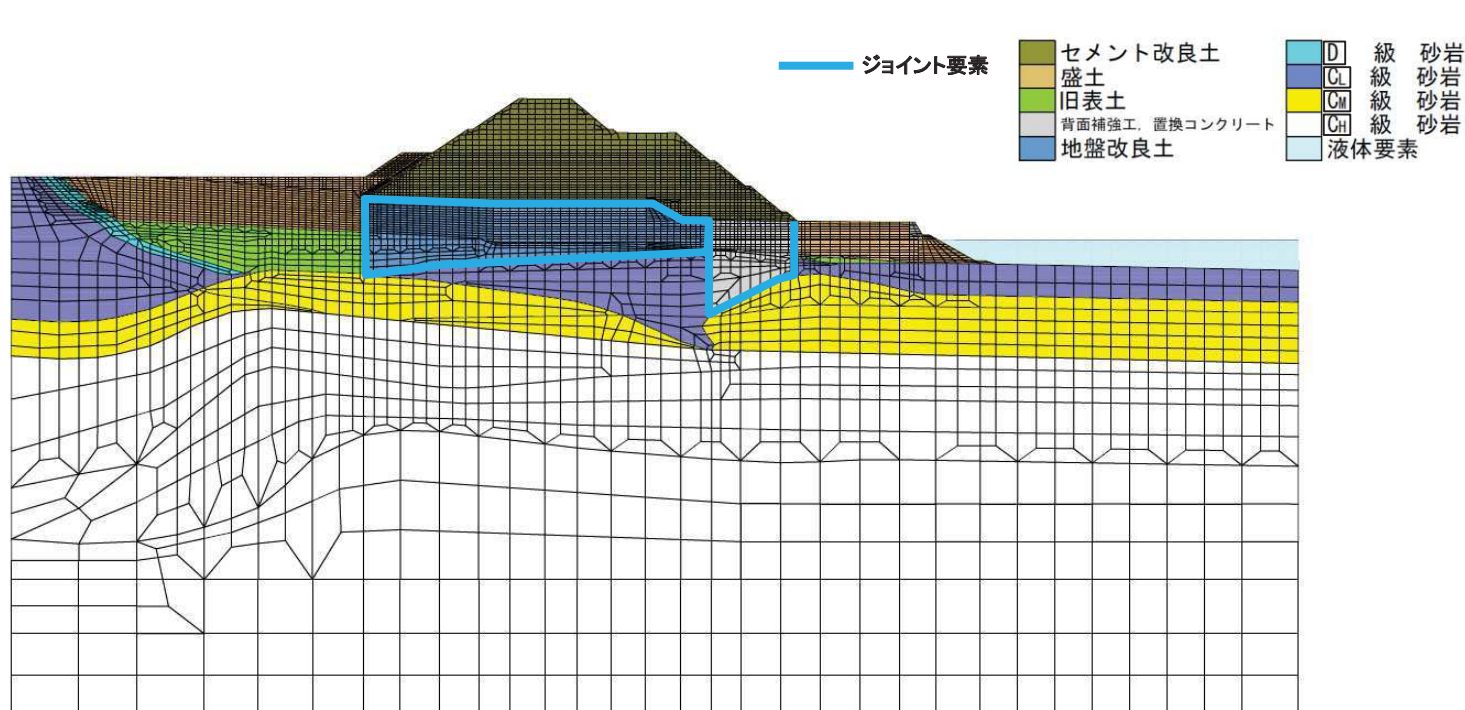 ジョイント要素
セメント改良土
盛土
旧表土
背面補強工, 置換コンクリート
地盤改良土
D 級 砂岩
CL 級 砂岩
CM 級 砂岩
CH 級 砂岩
液体要素